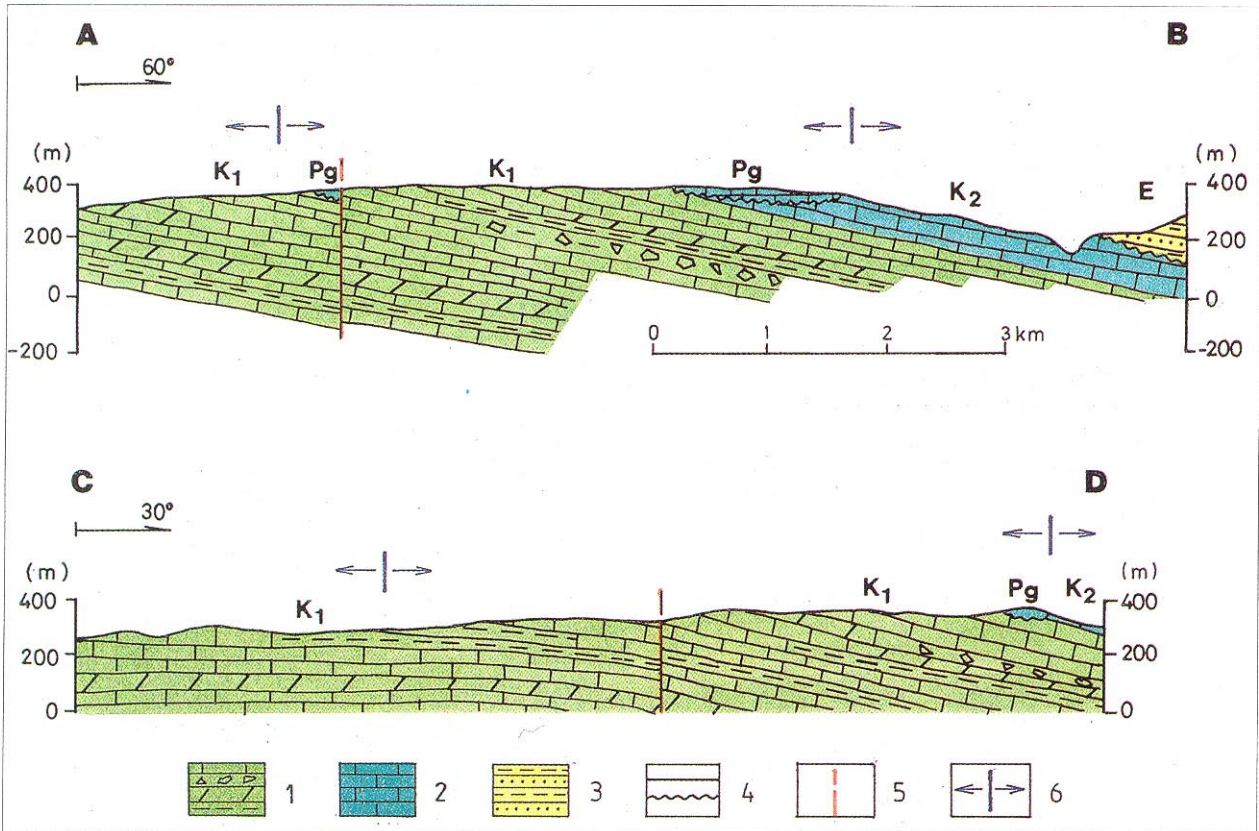 A B
60°
(m) (m)
K₁ Pg K₁ Pg K₂ E
400 400
200 200
0 0
-200 -200
0 1 2 3 km
C D
30°
(m) (m)
K₁ K₁ Pg K₂
400 400
200 200
0 0
1 2 3 4 5 6